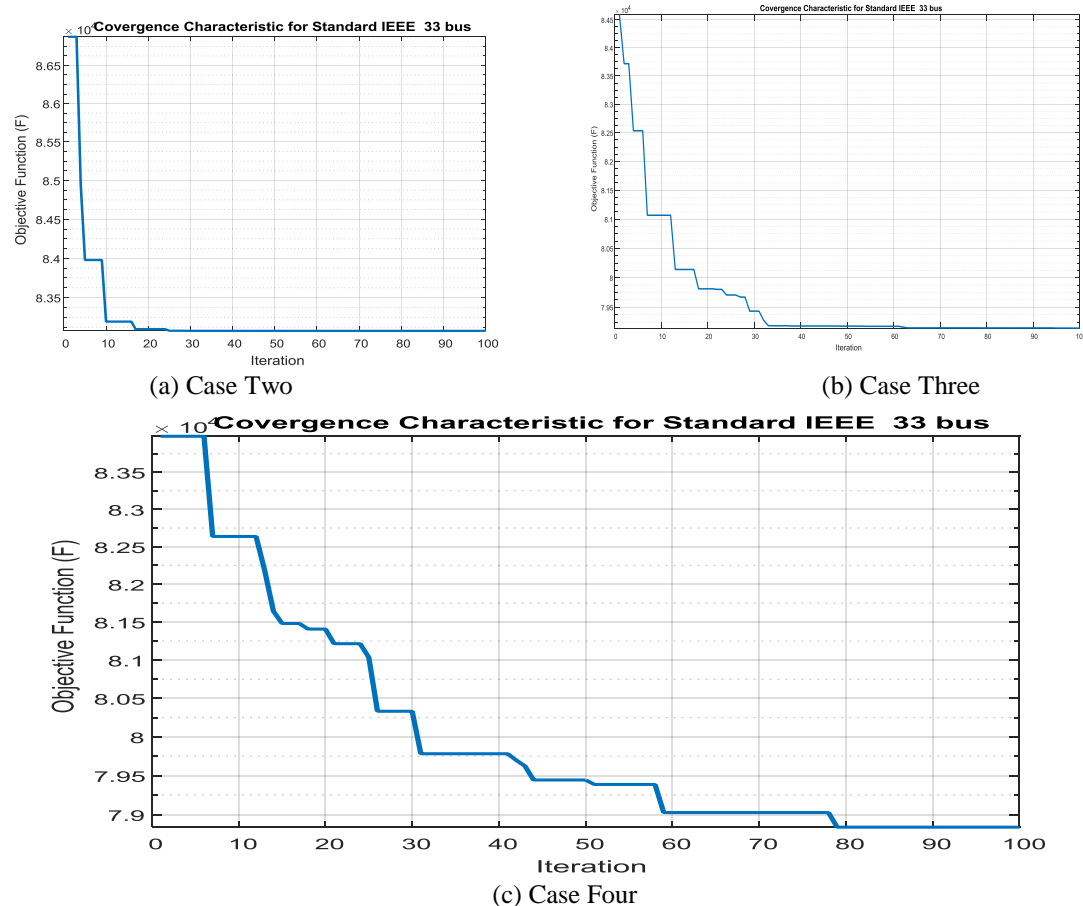 × 10⁴
Covergence Characteristic for Standard IEEE 33 bus
8.65
8.6
8.55
8.5
8.45
8.4
8.35
Objective Function (F)
0 10 20 30 40 50 60 70 80 90 100
Iteration
(a) Case Two
× 10⁴
Covergence Characteristic for Standard IEEE 33 bus
8.4
8.35
8.3
8.25
8.2
8.15
8.1
8.05
8
7.95
Objective Function (F)
0 10 20 30 40 50 60 70 80 90 10
Iteration
(b) Case Three
× 10⁴
Covergence Characteristic for Standard IEEE 33 bus
8.35
8.3
8.25
8.2
8.15
8.1
8.05
8
7.95
7.9
Objective Function (F)
0 10 20 30 40 50 60 70 80 90 100
Iteration
(c) Case Four